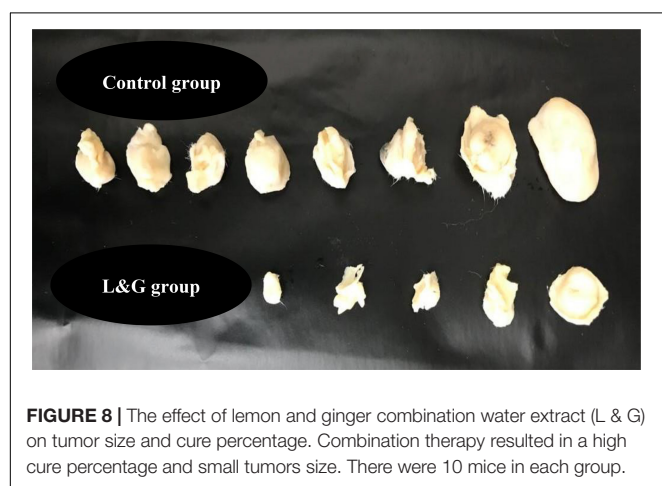 Control group
L&G group
FIGURE 8 | The effect of lemon and ginger combination water extract (L & G)
on tumor size and cure percentage. Combination therapy resulted in a high
cure percentage and small tumors size. There were 10 mice in each group.